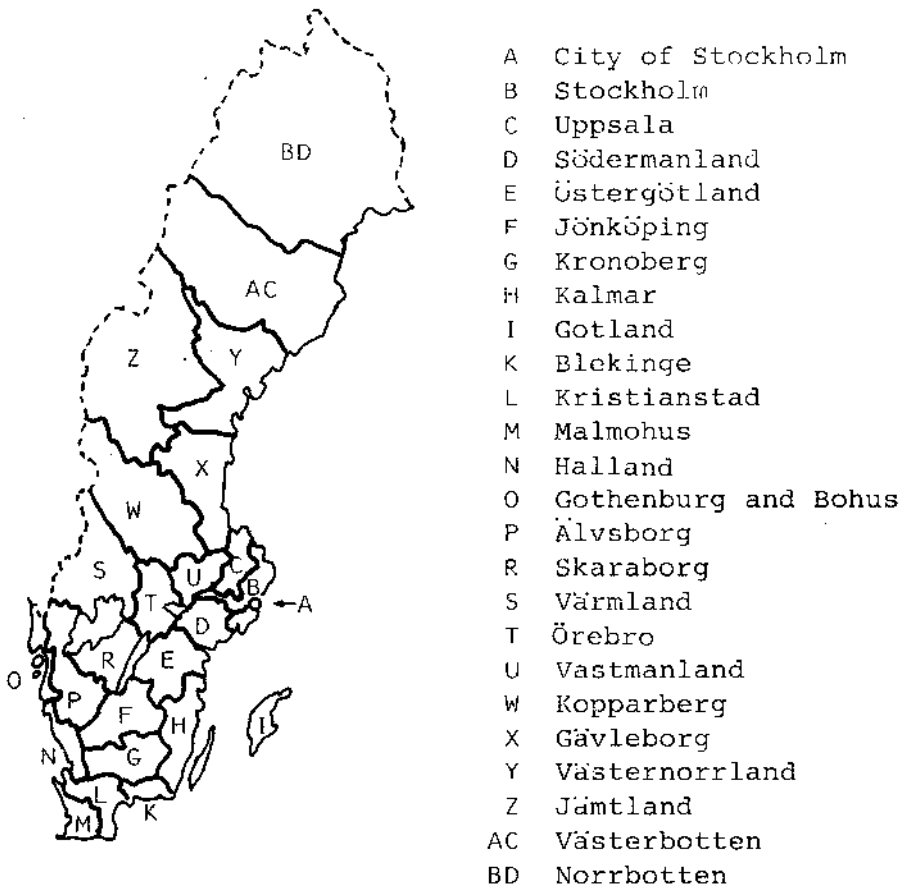 BD
AC
Z
Y
X
W
S
U
C
B
T
A
D
R
E
O
P
F
H
I
N
G
L
K
M
A City of Stockholm
B Stockholm
C Uppsala
D Södermanland
E Üstergötland
F Jönköping
G Kronoberg
H Kalmar
I Gotland
K Blekinge
L Kristianstad
M Malmohus
N Halland
O Gothenburg and Bohus
P Älvsborg
R Skaraborg
S Värmland
T Örebro
U Vastmanland
W Kopparberg
X Gävleborg
Y Västernorrland
Z Jämtland
AC Västerbotten
BD Norrbotten